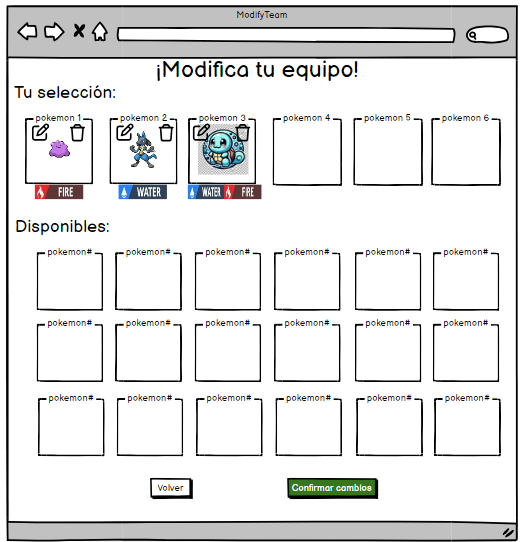 ModifyTeam
¡Modifica tu equipo!
Tu selección:
pokemon 1 pokemon 2 pokemon 3 pokemon 4 pokemon 5 pokemon 6
FIRE WATER WATER FIRE
Disponibles:
pokemon# pokemon# pokemon# pokemon# pokemon# pokemon#
pokemon# pokemon# pokemon# pokemon# pokemon# pokemon#
pokemon# pokemon# pokemon# pokemon# pokemon# pokemon#
Volver Confirmar cambios